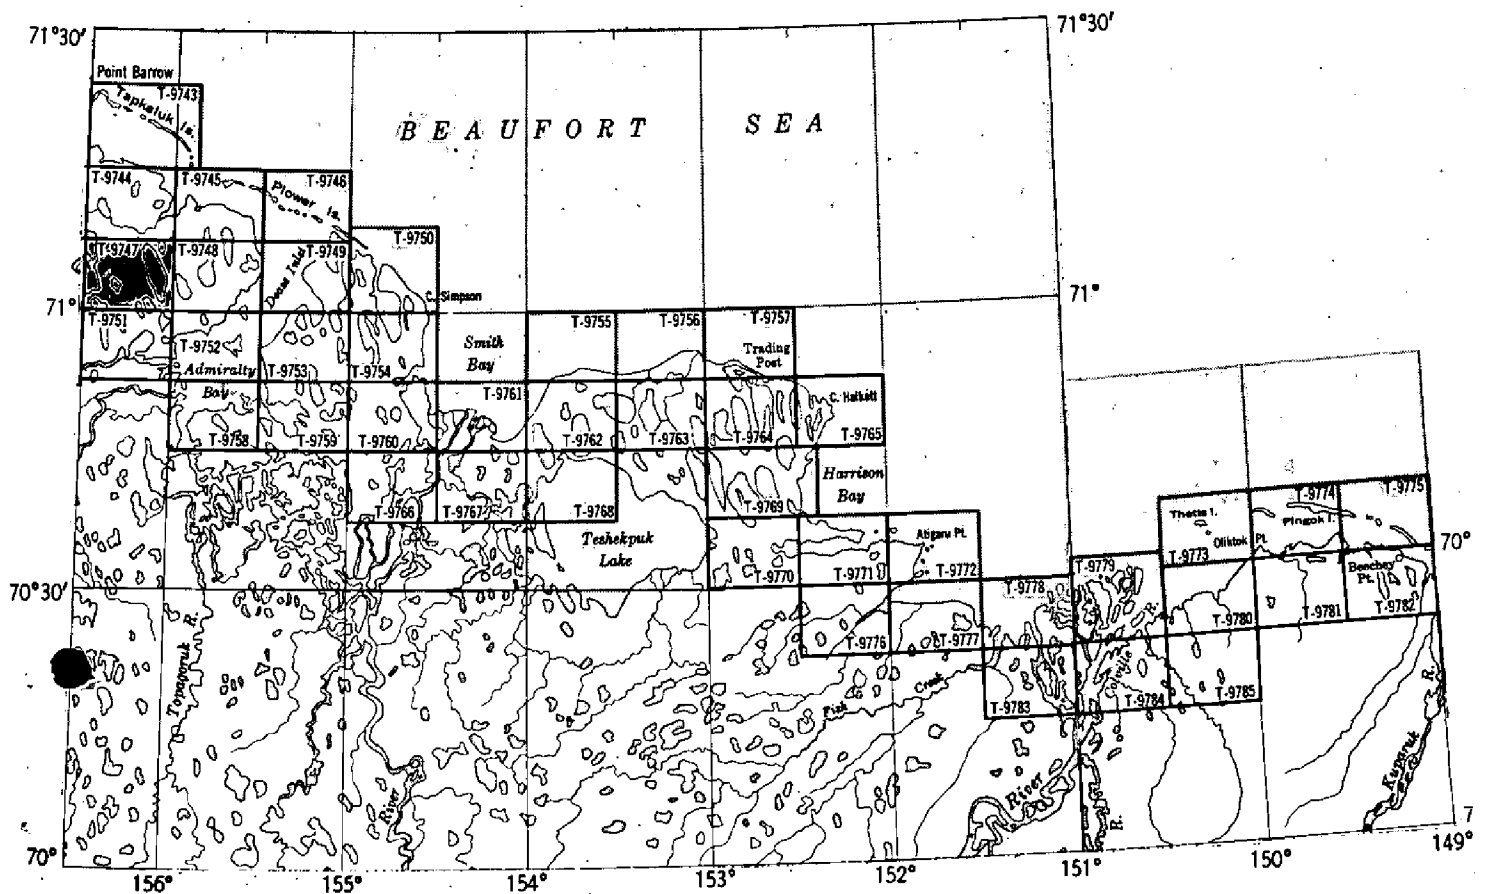 71°30'
71°30'
Point Barrow
T-9743
Tapkaluk Is.
BEAUFORT SEA
T-9744
T-9745
T-9746
Plower Is.
T-9747
T-9748
T-9749
T-9750
Dease Inlet
C. Simpson
71°
71°
T-9751
T-9752
T-9753
T-9754
T-9755
T-9756
T-9757
Smith
Bay
Trading
Post
Admiralty
Bay
T-9758
T-9759
T-9760
T-9761
T-9762
T-9763
T-9764
C. Halkett
T-9765
Harrison
Bay
T-9766
T-9767
T-9768
T-9769
Teshekpuk
Lake
T-9770
T-9771
Atigaru Pt.
T-9772
Thetis I.
T-9773
Oliktok Pt.
T-9774
Pingok I.
T-9775
70°
70°30'
T-9776
T-9777
T-9778
T-9779
T-9780
T-9781
Beechey
Pt.
T-9782
T-9783
T-9784
T-9785
Topagoruk R.
Fish Creek
Colville
R.
River
River
R.
Kuparuk R.
70°
7
156°
155°
154°
153°
152°
151°
150°
149°